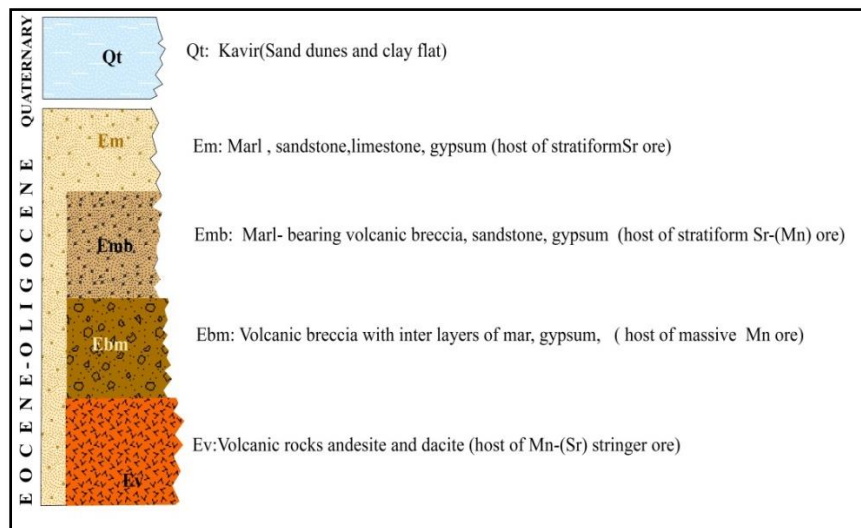 QUATERNARY
Qt
Qt: Kavir(Sand dunes and clay flat)
EOCENE-OLIGOCENE
Em
Em: Marl , sandstone,limestone, gypsum (host of stratiformSr ore)
Emb
Emb: Marl- bearing volcanic breccia, sandstone, gypsum (host of stratiform Sr-(Mn) ore)
Ebm
Ebm: Volcanic breccia with inter layers of mar, gypsum, ( host of massive Mn ore)
Ev
Ev:Volcanic rocks andesite and dacite (host of Mn-(Sr) stringer ore)